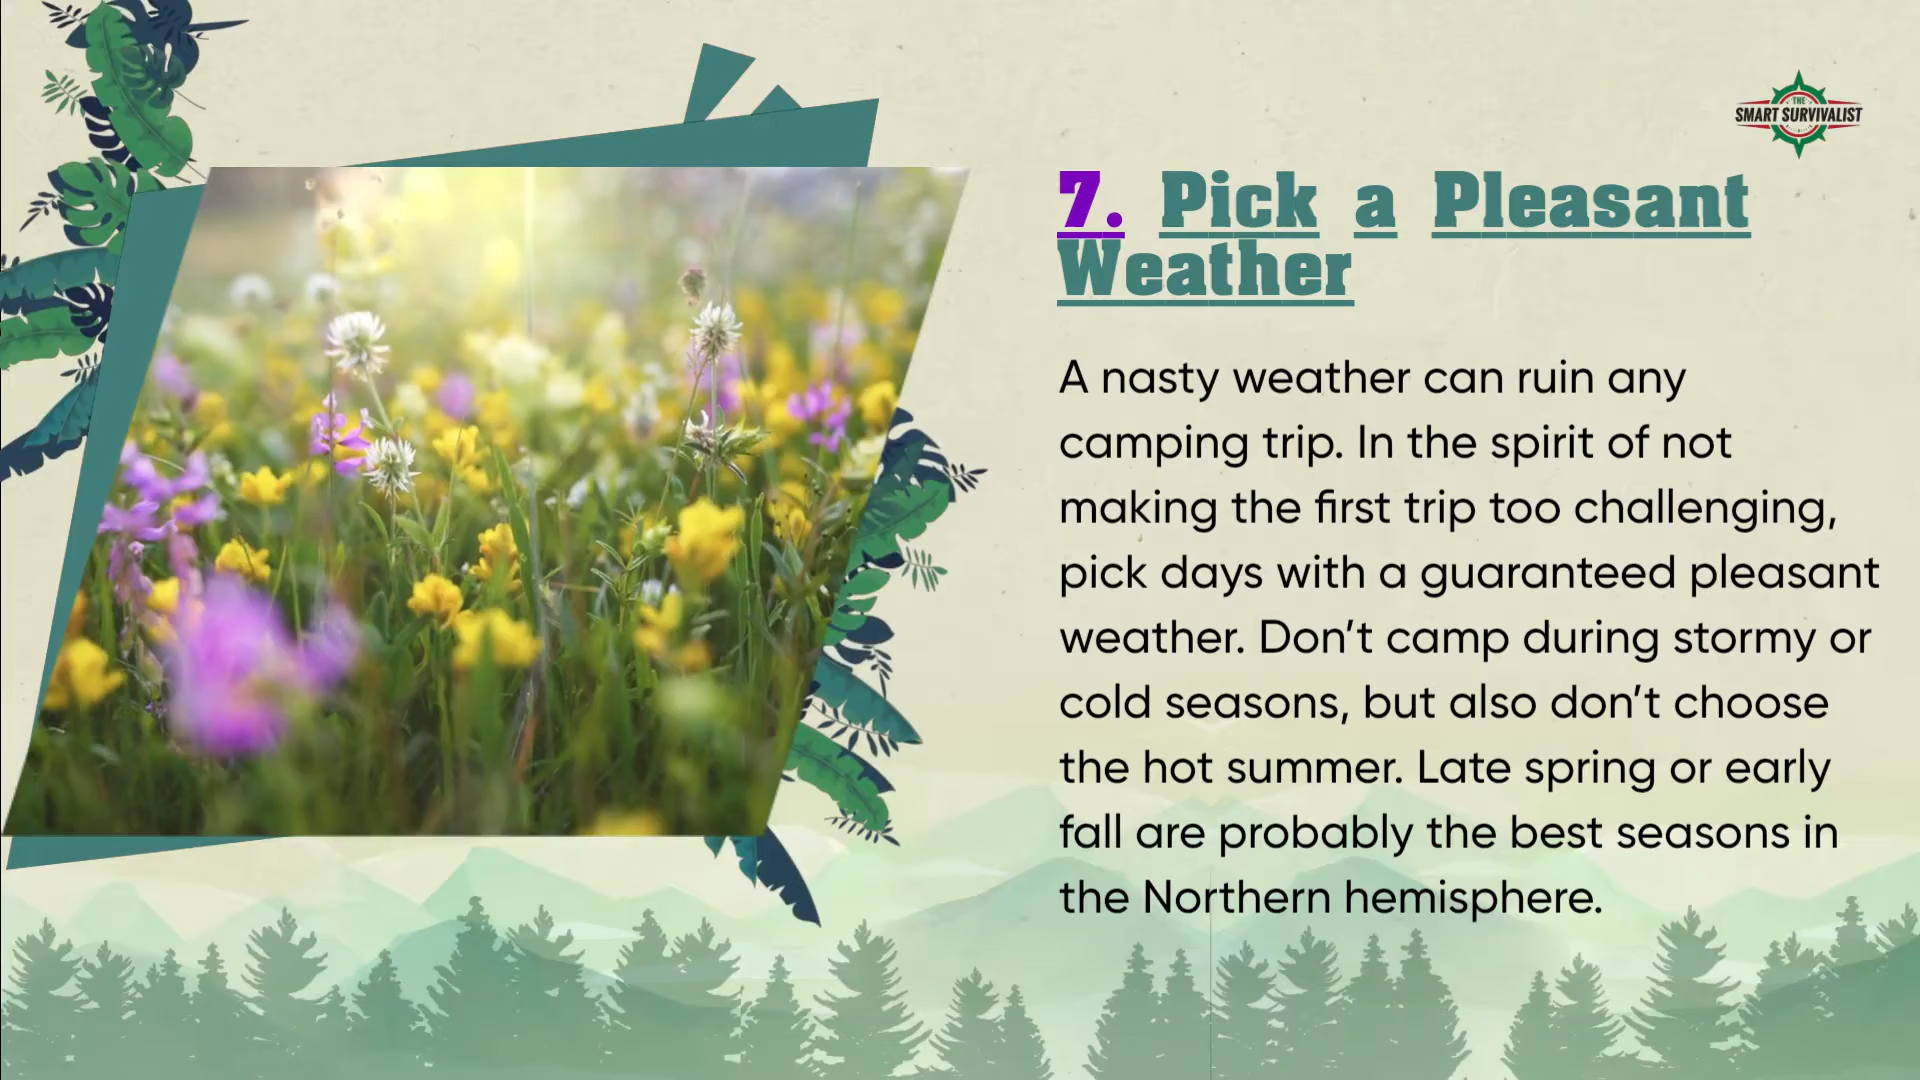 THE
SMART SURVIVALIST
7. Pick a Pleasant
Weather
A nasty weather can ruin any
camping trip. In the spirit of not
making the first trip too challenging,
pick days with a guaranteed pleasant
weather. Don’t camp during stormy or
cold seasons, but also don’t choose
the hot summer. Late spring or early
fall are probably the best seasons in
the Northern hemisphere.